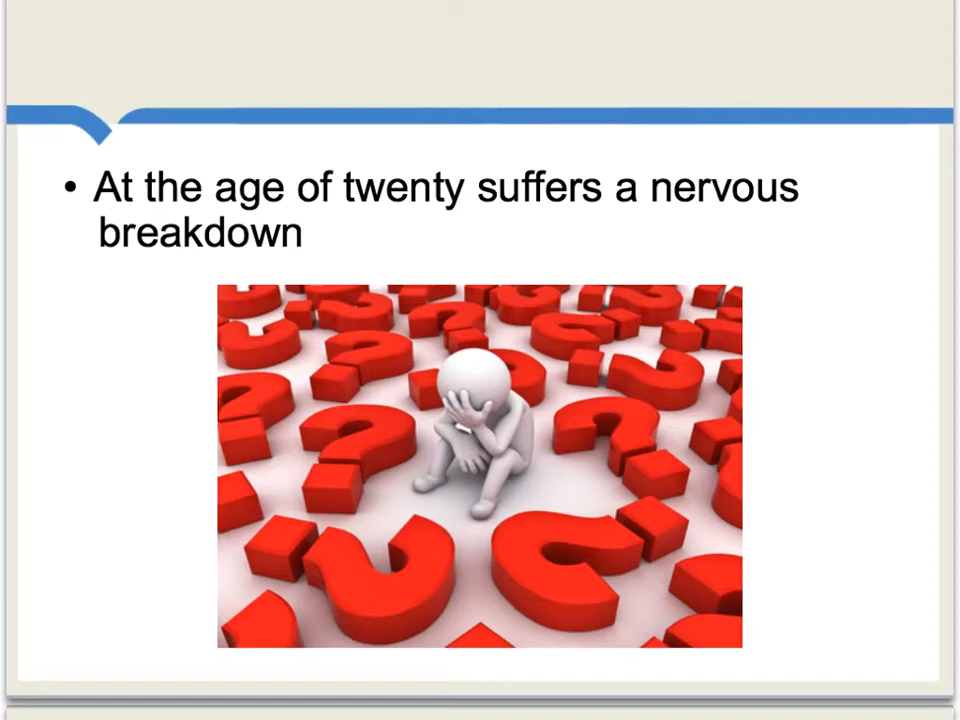 • At the age of twenty suffers a nervous
breakdown